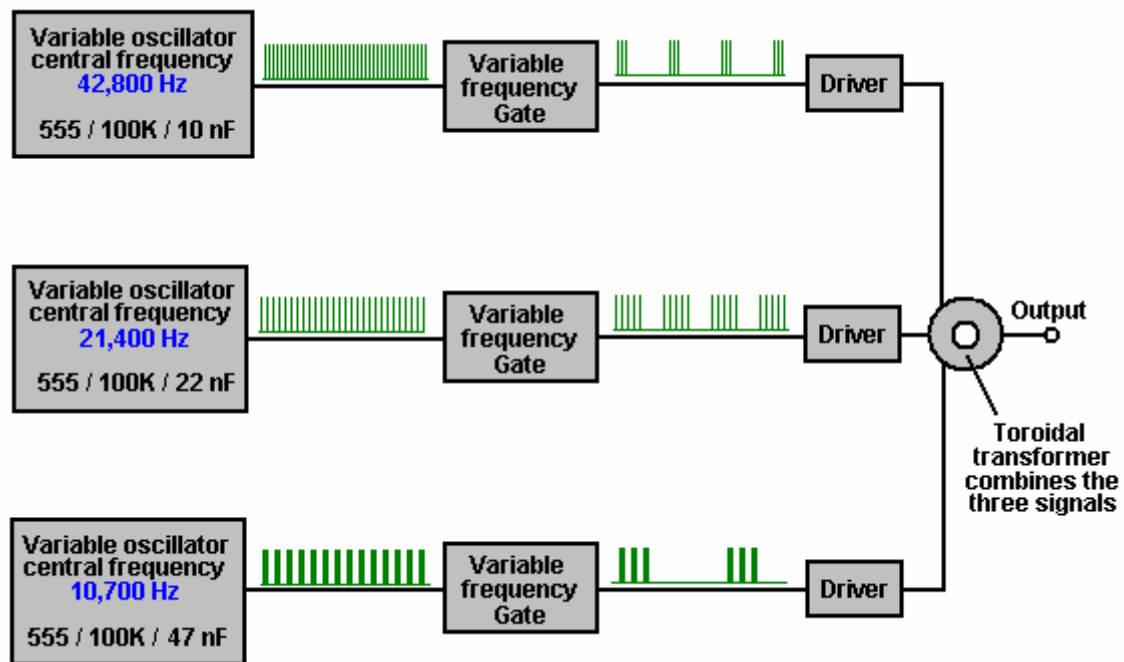 Variable oscillator
central frequency
42,800 Hz
555 / 100K / 10 nF
Variable
frequency
Gate
Driver
Variable oscillator
central frequency
21,400 Hz
555 / 100K / 22 nF
Variable
frequency
Gate
Driver
Output
Toroidal
transformer
combines the
three signals
Variable oscillator
central frequency
10,700 Hz
555 / 100K / 47 nF
Variable
frequency
Gate
Driver